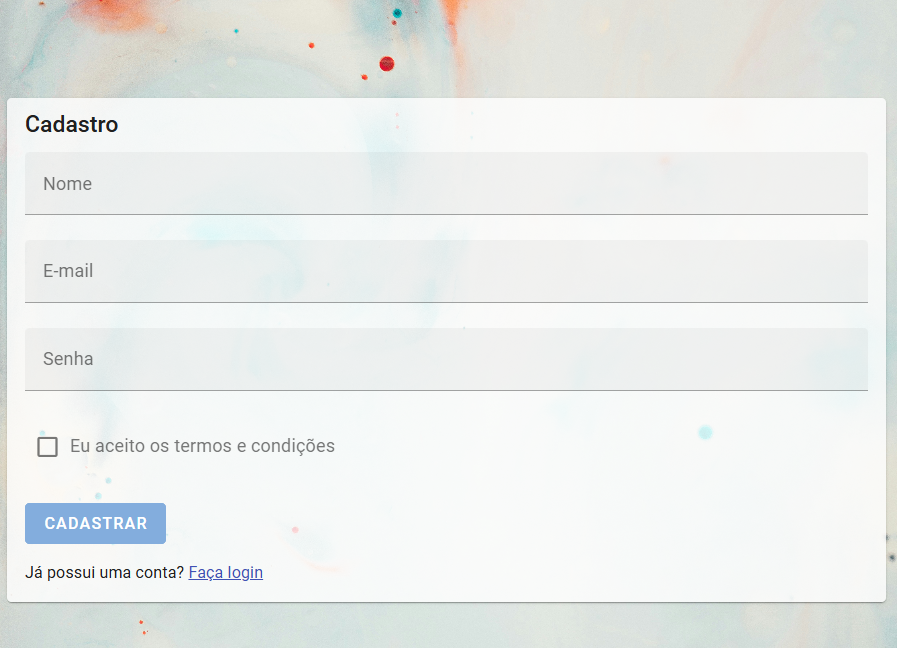 Cadastro
Nome
E-mail
Senha
Eu aceito os termos e condições
CADASTRAR
Já possui uma conta? Faça login